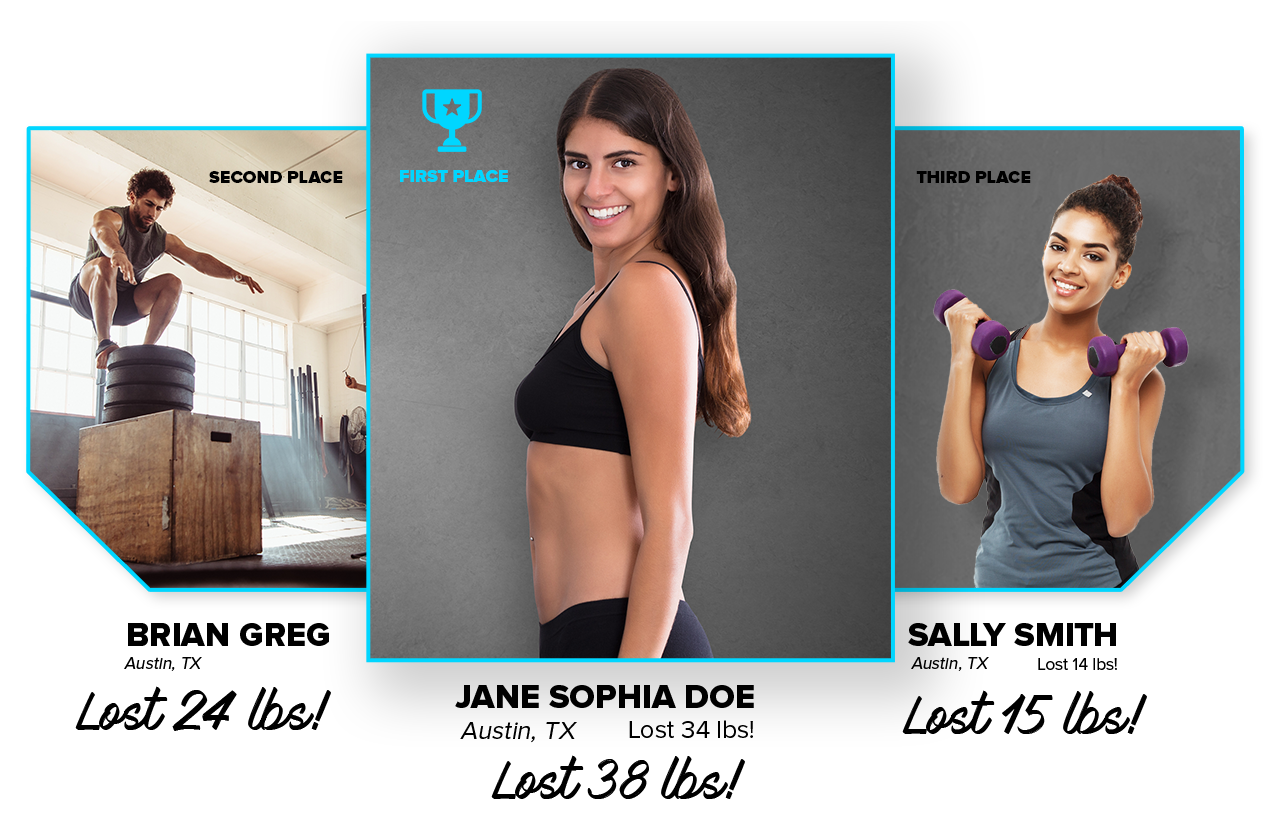 SECOND PLACE
BRIAN GREG
Austin, TX
Lost 24 lbs!
FIRST PLACE
JANE SOPHIA DOE
Austin, TX Lost 34 lbs!
Lost 38 lbs!
THIRD PLACE
SALLY SMITH
Austin, TX Lost 14 lbs!
Lost 15 lbs!